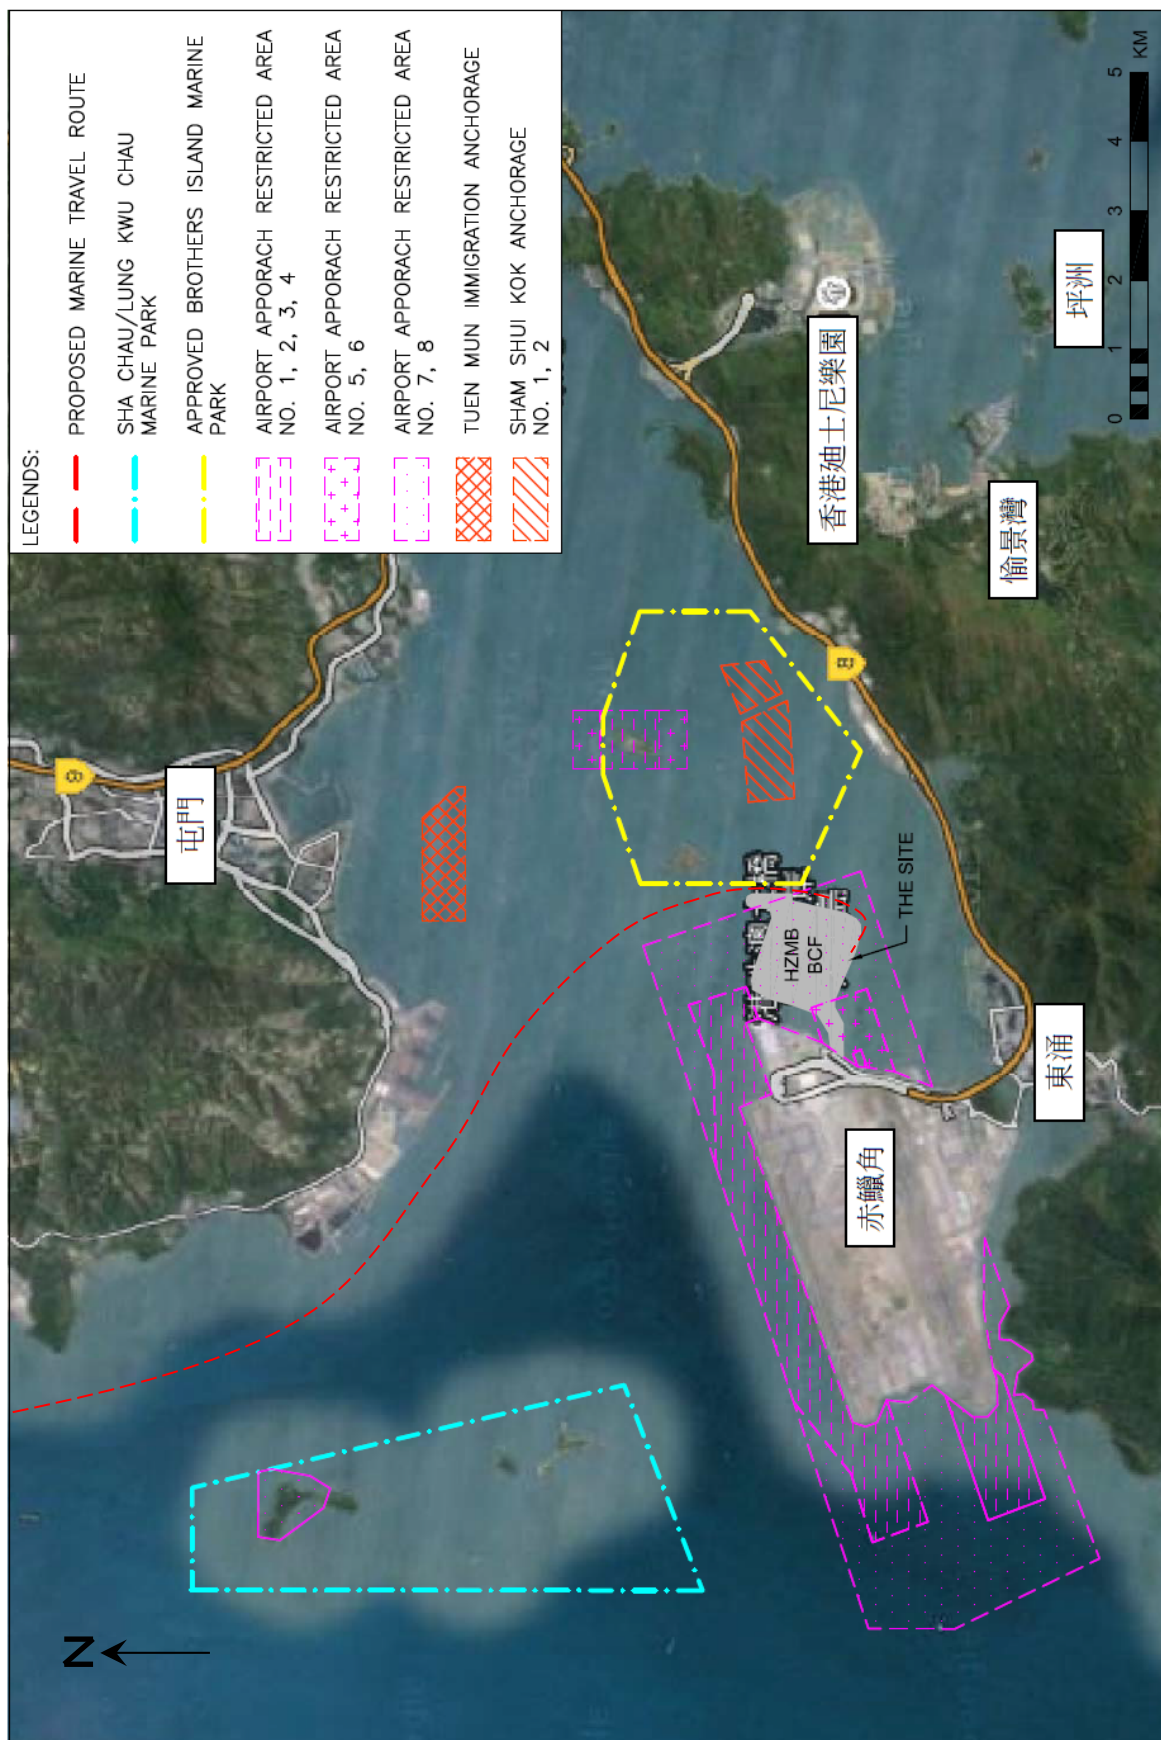 LEGENDS:
PROPOSED MARINE TRAVEL ROUTE
SHA CHAU/LUNG KWU CHAU
MARINE PARK
APPROVED BROTHERS ISLAND MARINE
PARK
AIRPORT APPORACH RESTRICTED AREA
NO. 1, 2, 3, 4
AIRPORT APPORACH RESTRICTED AREA
NO. 5, 6
AIRPORT APPORACH RESTRICTED AREA
NO. 7, 8
TUEN MUN IMMIGRATION ANCHORAGE
SHAM SHUI KOK ANCHORAGE
NO. 1, 2
N
9
屯門
HZMB
BCF
THE SITE
8
赤鱲角
東涌
香港廸士尼樂園
愉景灣
坪洲
0 1 2 3 4 5
KM